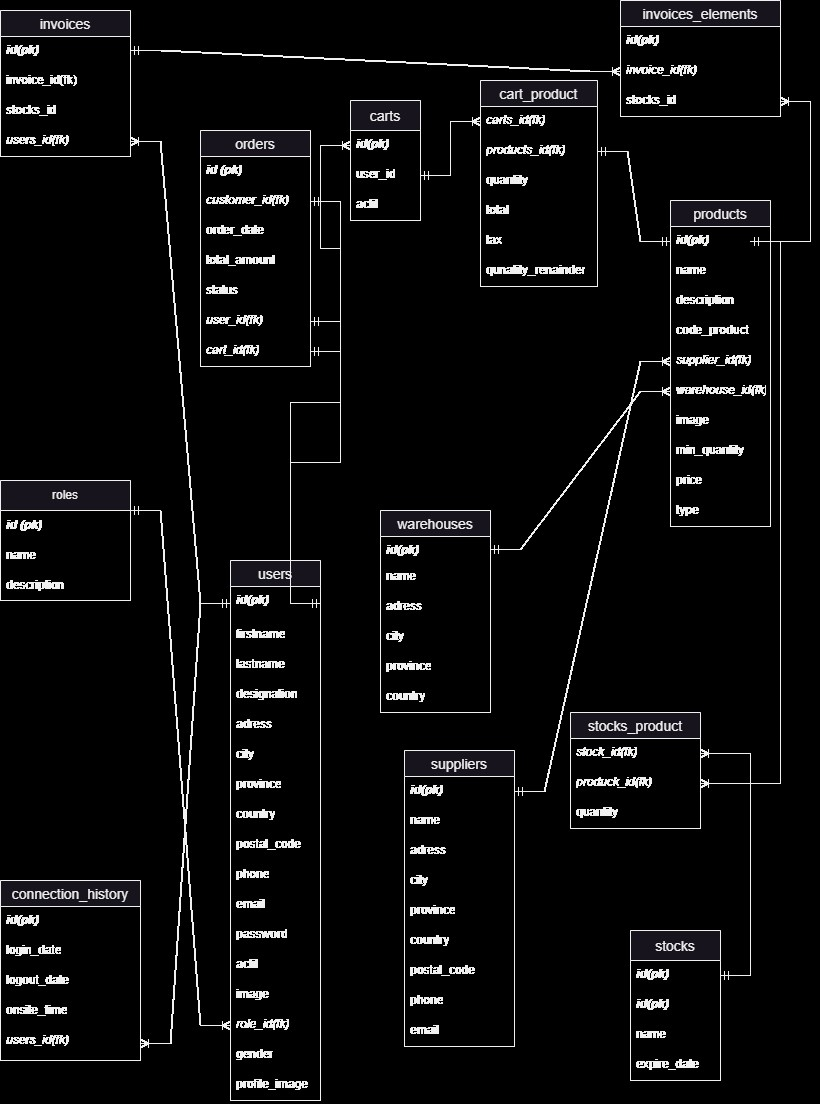 invoices
id(pk)
invoice_id(fk)
stocks_id
users_id(fk)
invoices_elements
id(pk)
invoice_id(fk)
stocks_id
cart_product
carts_id(fk)
products_id(fk)
quantity
total
tax
qunatity_remainder
carts
id(pk)
user_id
actif
orders
id (pk)
customer_id(fk)
order_date
total_amount
status
user_id(fk)
cart_id(fk)
products
id(pk)
name
description
code_product
supplier_id(fk)
warehouse_id(fk)
image
min_quantity
price
type
roles
id (pk)
name
description
warehouses
id(pk)
name
adress
city
province
country
users
id(pk)
firstname
lastname
designation
adress
city
province
country
postal_code
phone
email
password
actif
image
role_id(fk)
gender
profile_image
stocks_product
stock_id(fk)
produck_id(fk)
quantity
suppliers
id(pk)
name
adress
city
province
country
postal_code
phone
email
connection_history
id(pk)
login_date
logout_date
onsite_time
users_id(fk)
stocks
id(pk)
id(pk)
name
expire_date